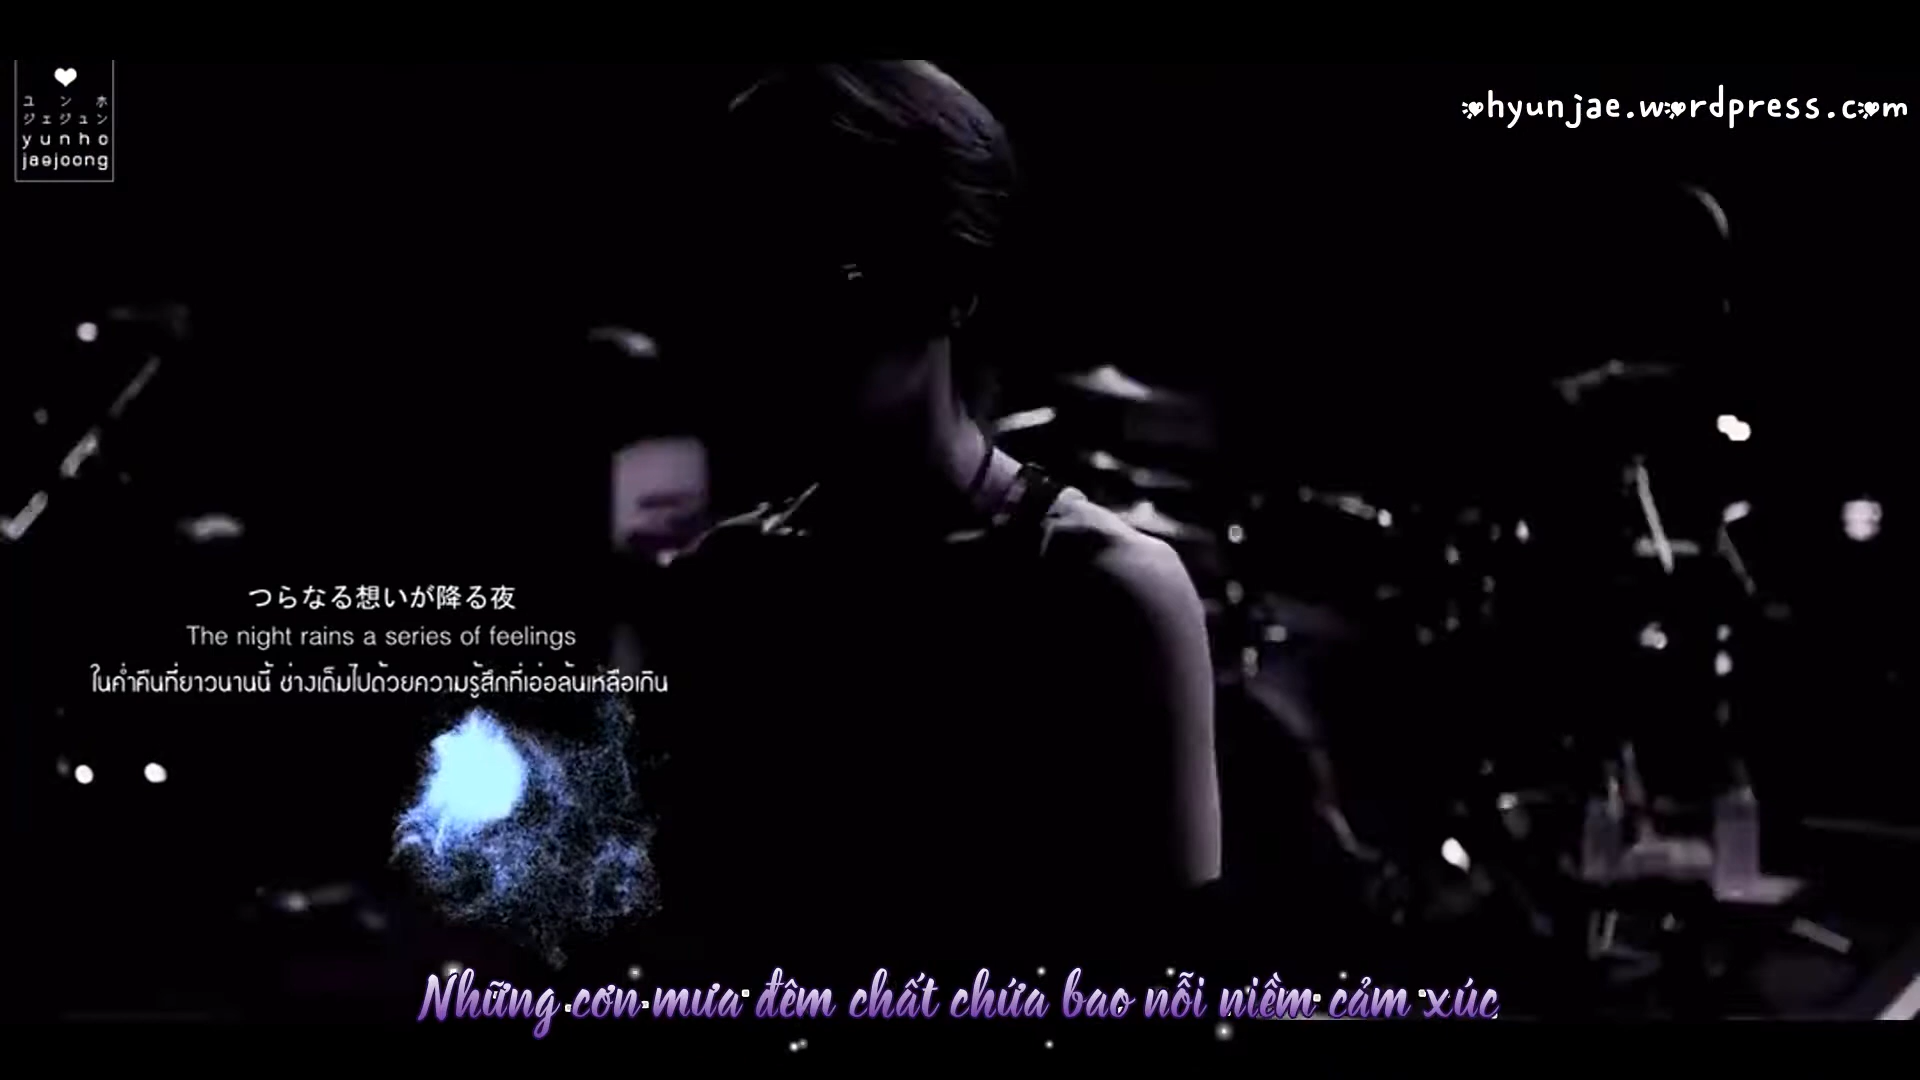 ユンホ
ジェジュン
yunho
jaejoong
ohyunjae.wordpress.com
つらなる想いが降る夜
The night rains a series of feelings
ในค่ำคืนที่ยาวนานนี้ ช่างเต็มไปด้วยความรู้สึกที่เอ่อล้นเหลือเกิน
Những cơn mưa đêm chất chứa bao nỗi niềm cảm xúc